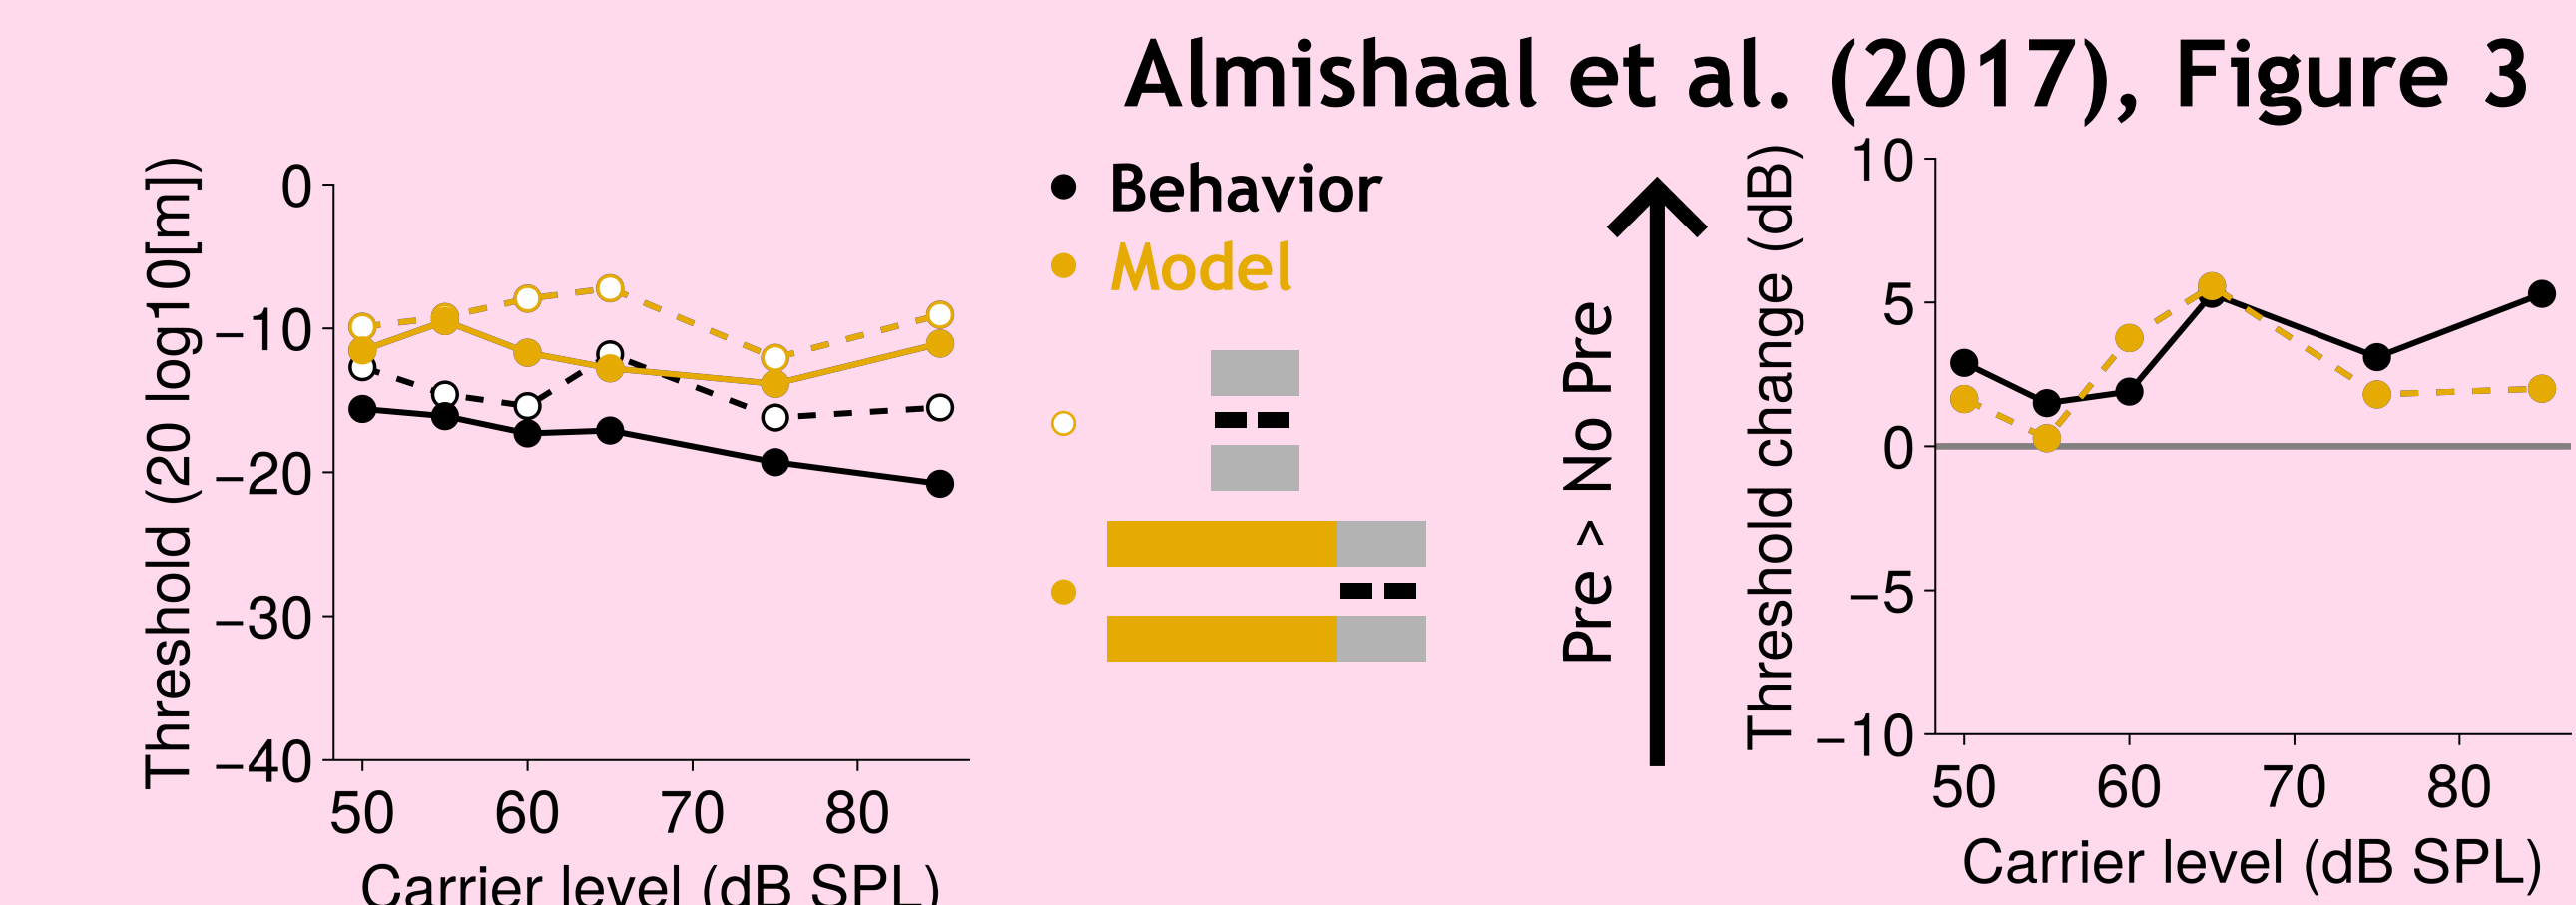 Almishaal et al. (2017), Figure 3
Threshold (20 log10[m])
0
−10
−20
−30
−40
50 60 70 80
Carrier level (dB SPL)
Behavior
Model
Pre > No Pre
Threshold change (dB)
10
5
0
−5
−10
50 60 70 80
Carrier level (dB SPL)